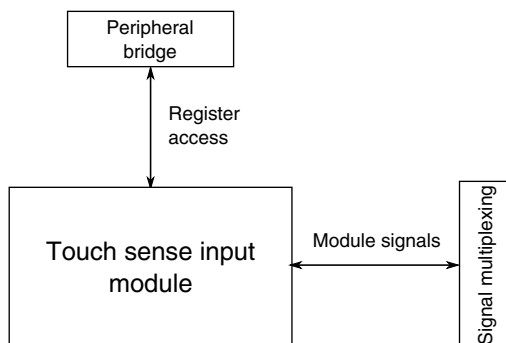 Peripheral
bridge
Register
access
Touch sense input
module
Module signals
Signal multiplexing